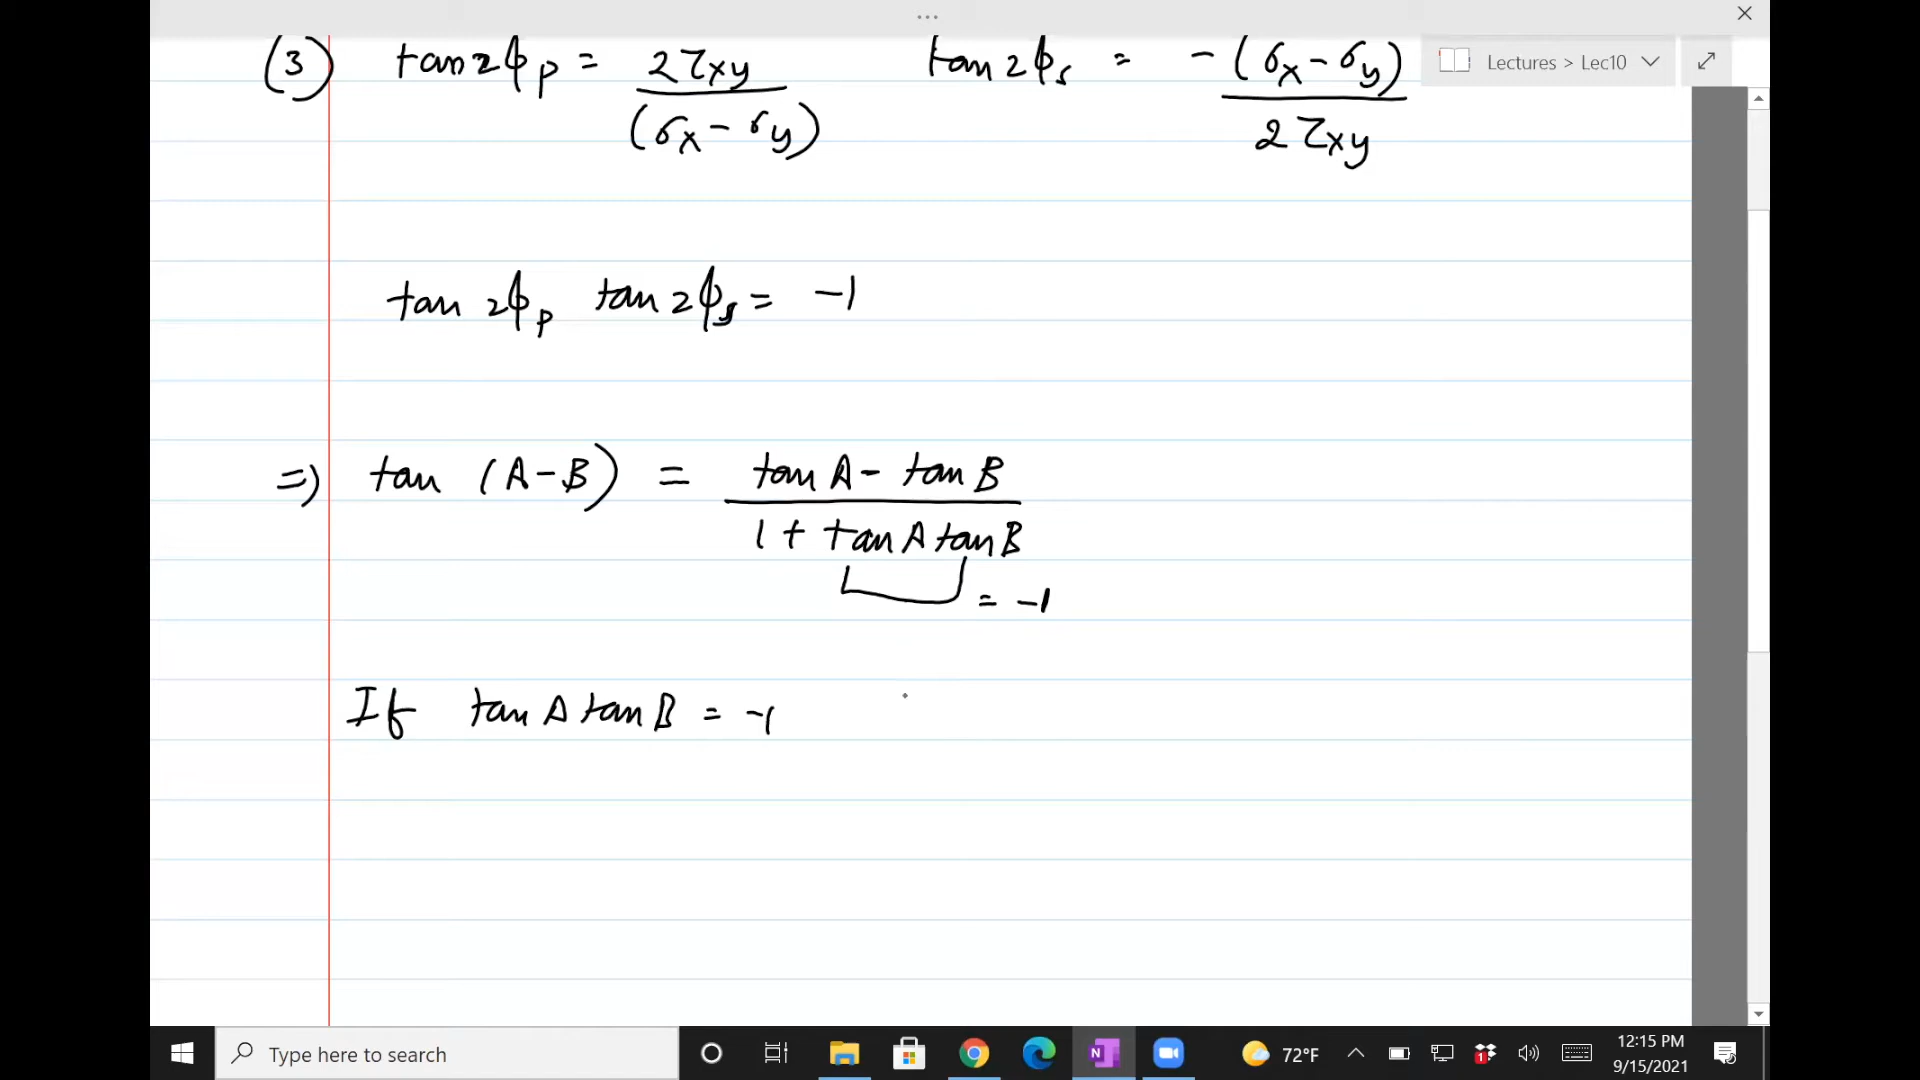 ...
(3) tan 2ϕp = 2τxy / (σx - σy) tan 2ϕs = -(σx - σy) / 2τxy
Lectures > Lec10
tan 2ϕp tan 2ϕs = -1
=) tan (A-B) = tan A - tan B / 1 + tan A tan B
= -1
If tan A tan B = -1
Type here to search
72°F
1
12:15 PM
9/15/2021